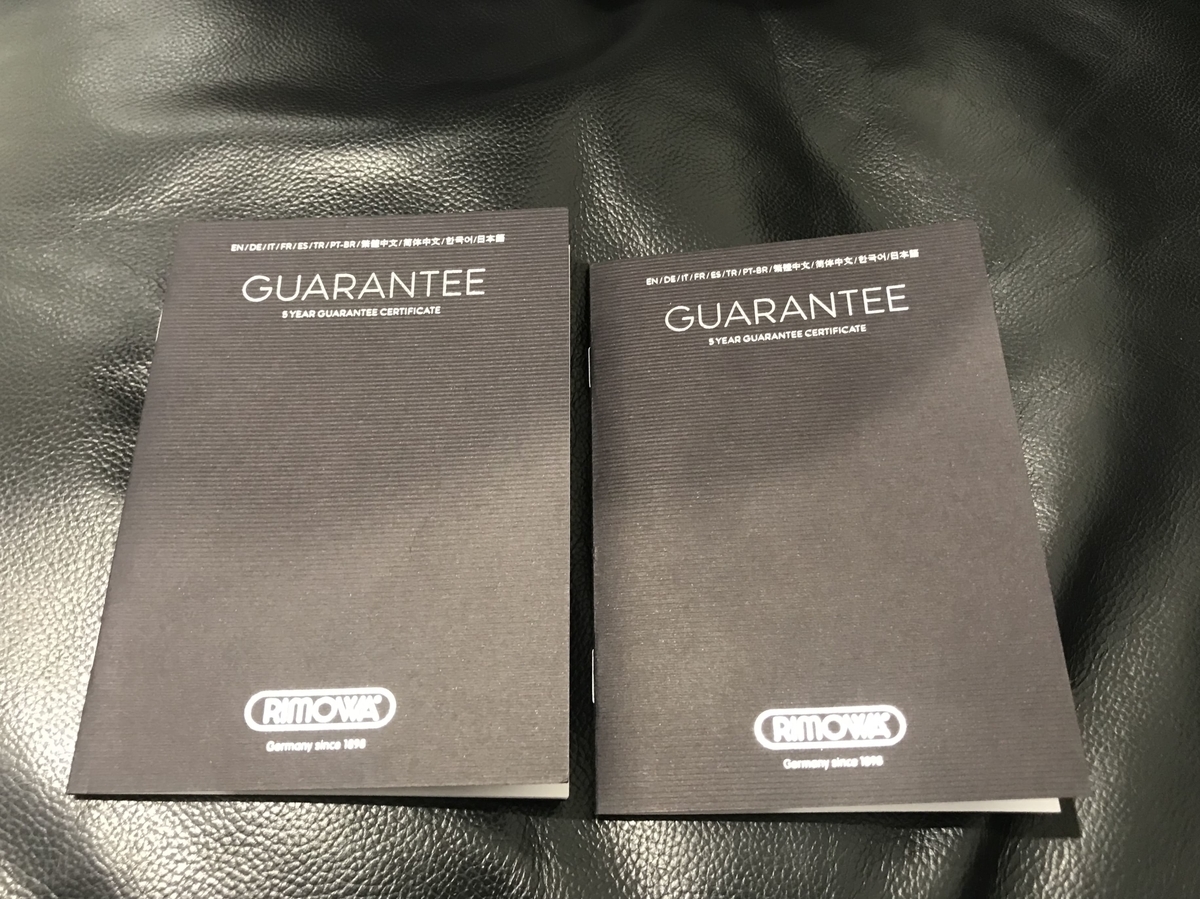 EN/DE/IT/FR/ES/TR/PT-BR/繁體中文/简体中文/한국어/日本語
GUARANTEE
5 YEAR GUARANTEE CERTIFICATE
RIMOWA
Germany since 1898
EN/DE/IT/FR/ES/TR/PT-BR/繁體中文/简体中文/한국어/日本語
GUARANTEE
5 YEAR GUARANTEE CERTIFICATE
RIMOWA
Germany since 1898